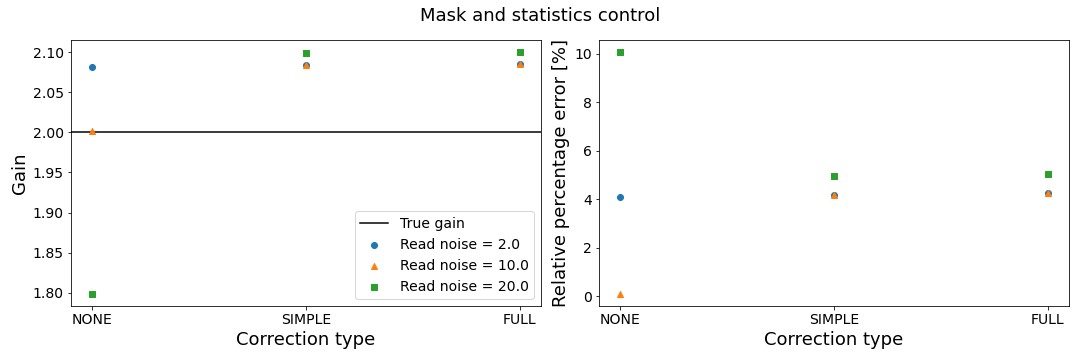 Mask and statistics control
Gain
2.10
2.05
2.00
1.95
1.90
1.85
1.80
NONE
SIMPLE
FULL
Correction type
True gain
Read noise = 2.0
Read noise = 10.0
Read noise = 20.0
Relative percentage error [%]
10
8
6
4
2
0
NONE
SIMPLE
FULL
Correction type